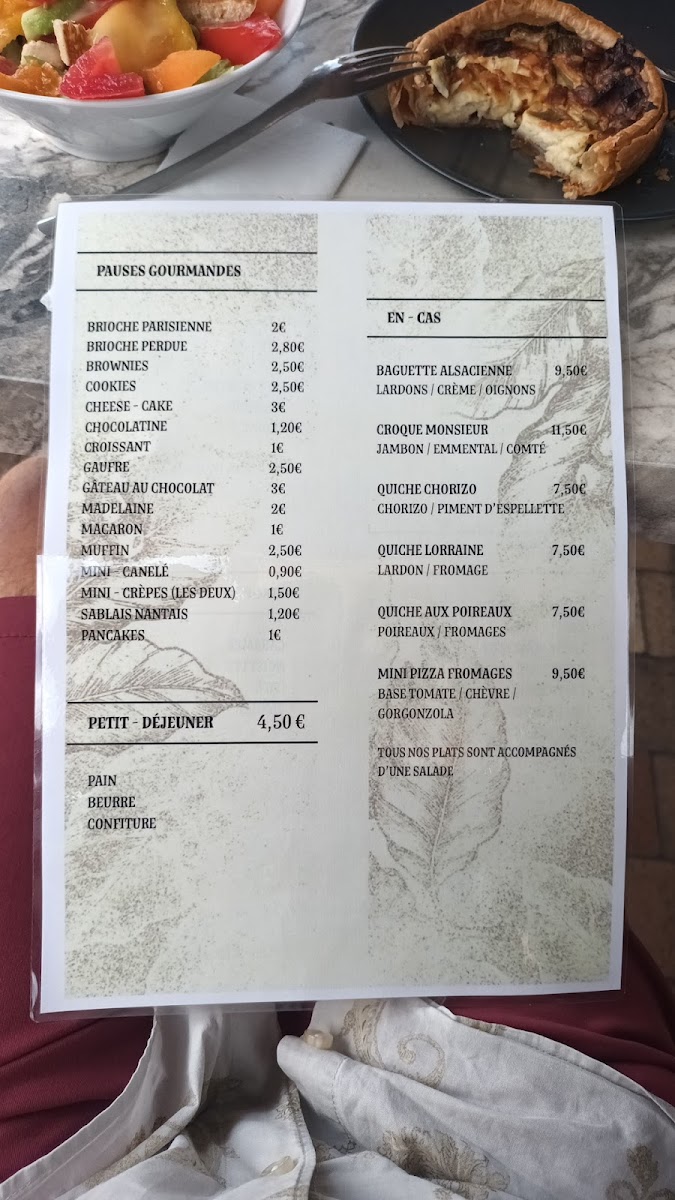 PAUSES GOURMANDES
BRIOCHE PARISIENNE 2€
BRIOCHE PERDUE 2,80€
BROWNIES 2,50€
COOKIES 2,50€
CHEESE - CAKE 3€
CHOCOLATINE 1,20€
CROISSANT 1€
GAUFRE 2,50€
GÂTEAU AU CHOCOLAT 3€
MADELAINE 2€
MACARON 1€
MUFFIN 2,50€
MINI - CANELÉ 0,90€
MINI - CRÈPES (LES DEUX) 1,50€
SABLAIS NANTAIS 1,20€
PANCAKES 1€
PETIT - DÉJEUNER 4,50 €
PAIN
BEURRE
CONFITURE
EN - CAS
BAGUETTE ALSACIENNE 9,50€
LARDONS / CRÈME / OIGNONS
CROQUE MONSIEUR 11,50€
JAMBON / EMMENTAL / COMTÉ
QUICHE CHORIZO 7,50€
CHORIZO / PIMENT D'ESPELLETTE
QUICHE LORRAINE 7,50€
LARDON / FROMAGE
QUICHE AUX POIREAUX 7,50€
POIREAUX / FROMAGES
MINI PIZZA FROMAGES 9,50€
BASE TOMATE / CHÈVRE /
GORGONZOLA
TOUS NOS PLATS SONT ACCOMPAGNÉS
D'UNE SALADE